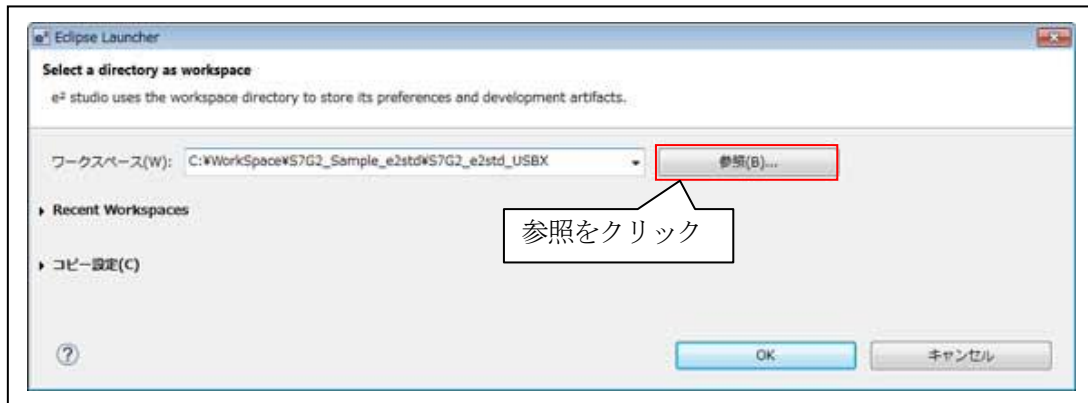 e² Eclipse Launcher
Select a directory as workspace
e² studio uses the workspace directory to store its preferences and development artifacts.
ワークスペース(W): C:¥WorkSpace¥S7G2_Sample_e2std¥S7G2_e2std_USBX 参照(B)...
Recent Workspaces
参照をクリック
コピー設定(C)
?
OK キャンセル